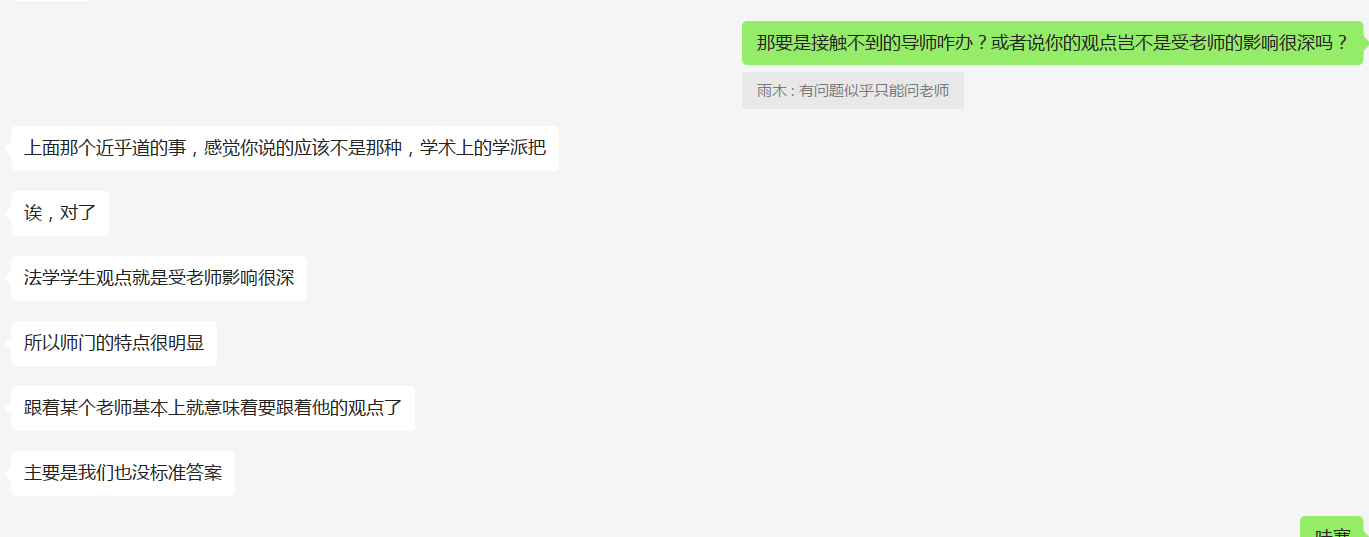 那要是接触不到的导师咋办？或者说你的观点岂不是受老师的影响很深吗？
雨木 : 有问题似乎只能问老师
上面那个近乎道的事，感觉你说的应该不是那种，学术上的学派把
诶，对了
法学学生观点就是受老师影响很深
所以师门的特点很明显
跟着某个老师基本上就意味着要跟着他的观点了
主要是我们也没标准答案